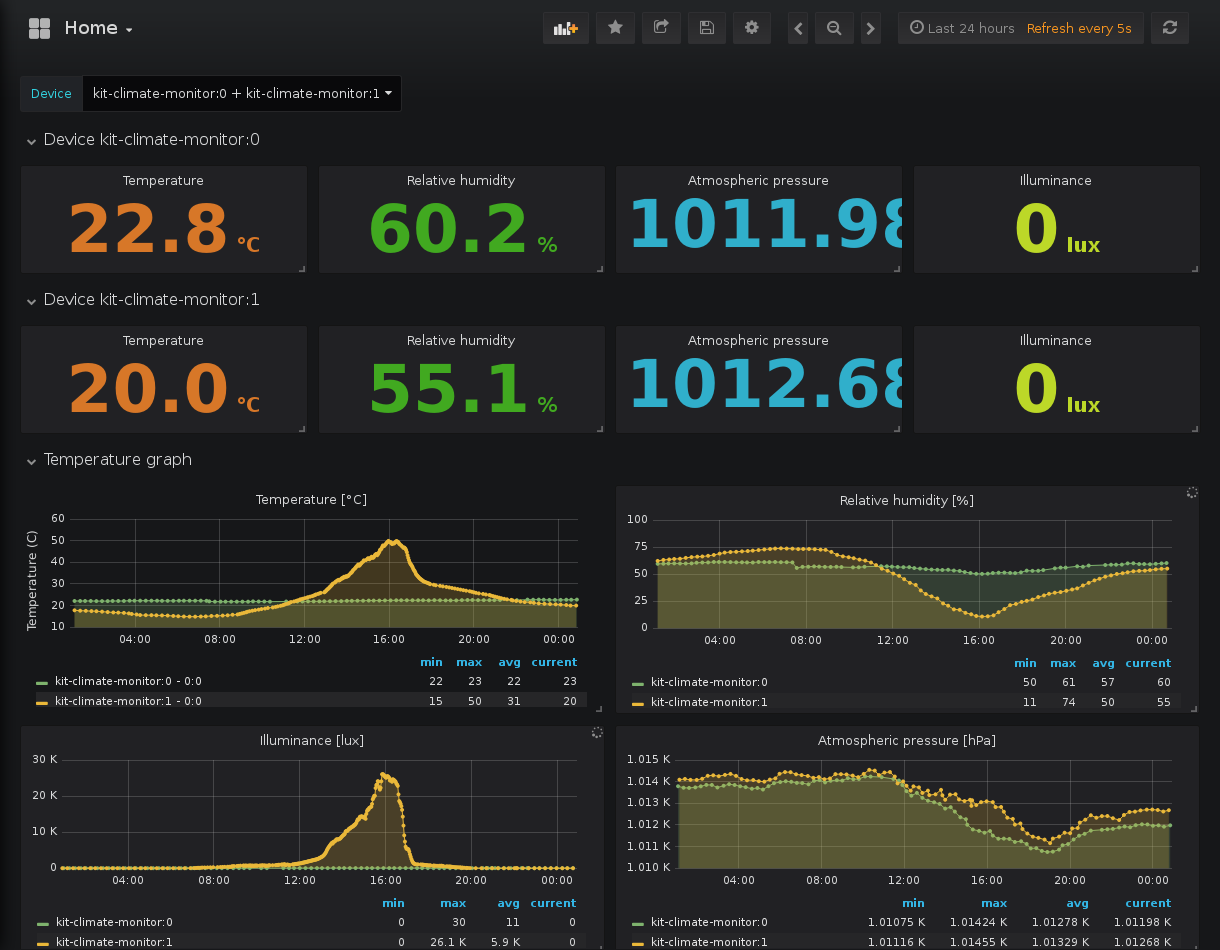 Home
Last 24 hours Refresh every 5s
Device kit-climate-monitor:0 + kit-climate-monitor:1
Device kit-climate-monitor:0
Temperature Relative humidity Atmospheric pressure Illuminance
22.8 °C 60.2 % 1011.98 0 lux
Device kit-climate-monitor:1
Temperature Relative humidity Atmospheric pressure Illuminance
20.0 °C 55.1 % 1012.68 0 lux
Temperature graph
Temperature [°C]
Temperature (C)
60
50
40
30
20
10
04:00 08:00 12:00 16:00 20:00 00:00
min max avg current
kit-climate-monitor:0 - 0:0 22 23 22 23
kit-climate-monitor:1 - 0:0 15 50 31 20
Relative humidity [%]
100
75
50
25
0
04:00 08:00 12:00 16:00 20:00 00:00
min max avg current
kit-climate-monitor:0 50 61 57 60
kit-climate-monitor:1 11 74 50 55
Illuminance [lux]
30 K
20 K
10 K
0
04:00 08:00 12:00 16:00 20:00 00:00
min max avg current
kit-climate-monitor:0 0 30 11 0
kit-climate-monitor:1 0 26.1 K 5.9 K 0
Atmospheric pressure [hPa]
1.015 K
1.014 K
1.013 K
1.012 K
1.011 K
1.010 K
04:00 08:00 12:00 16:00 20:00 00:00
min max avg current
kit-climate-monitor:0 1.01075 K 1.01424 K 1.01278 K 1.01198 K
kit-climate-monitor:1 1.01116 K 1.01455 K 1.01329 K 1.01268 K